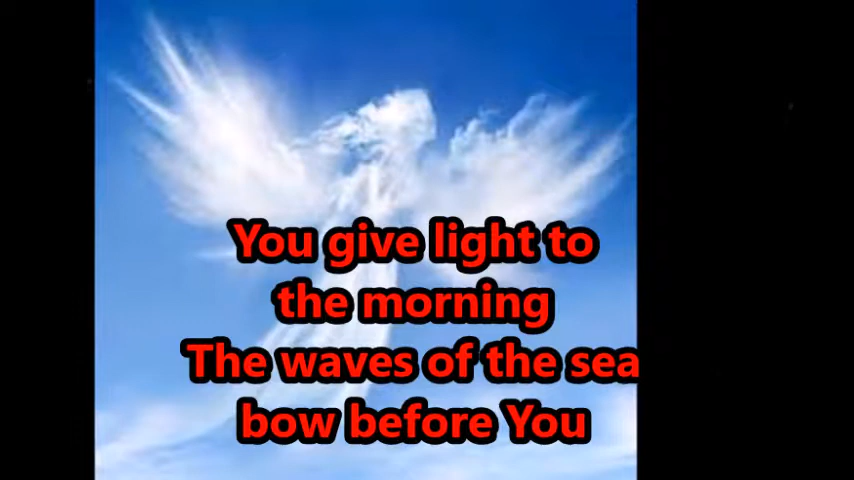 You give light to
the morning
The waves of the sea
bow before You